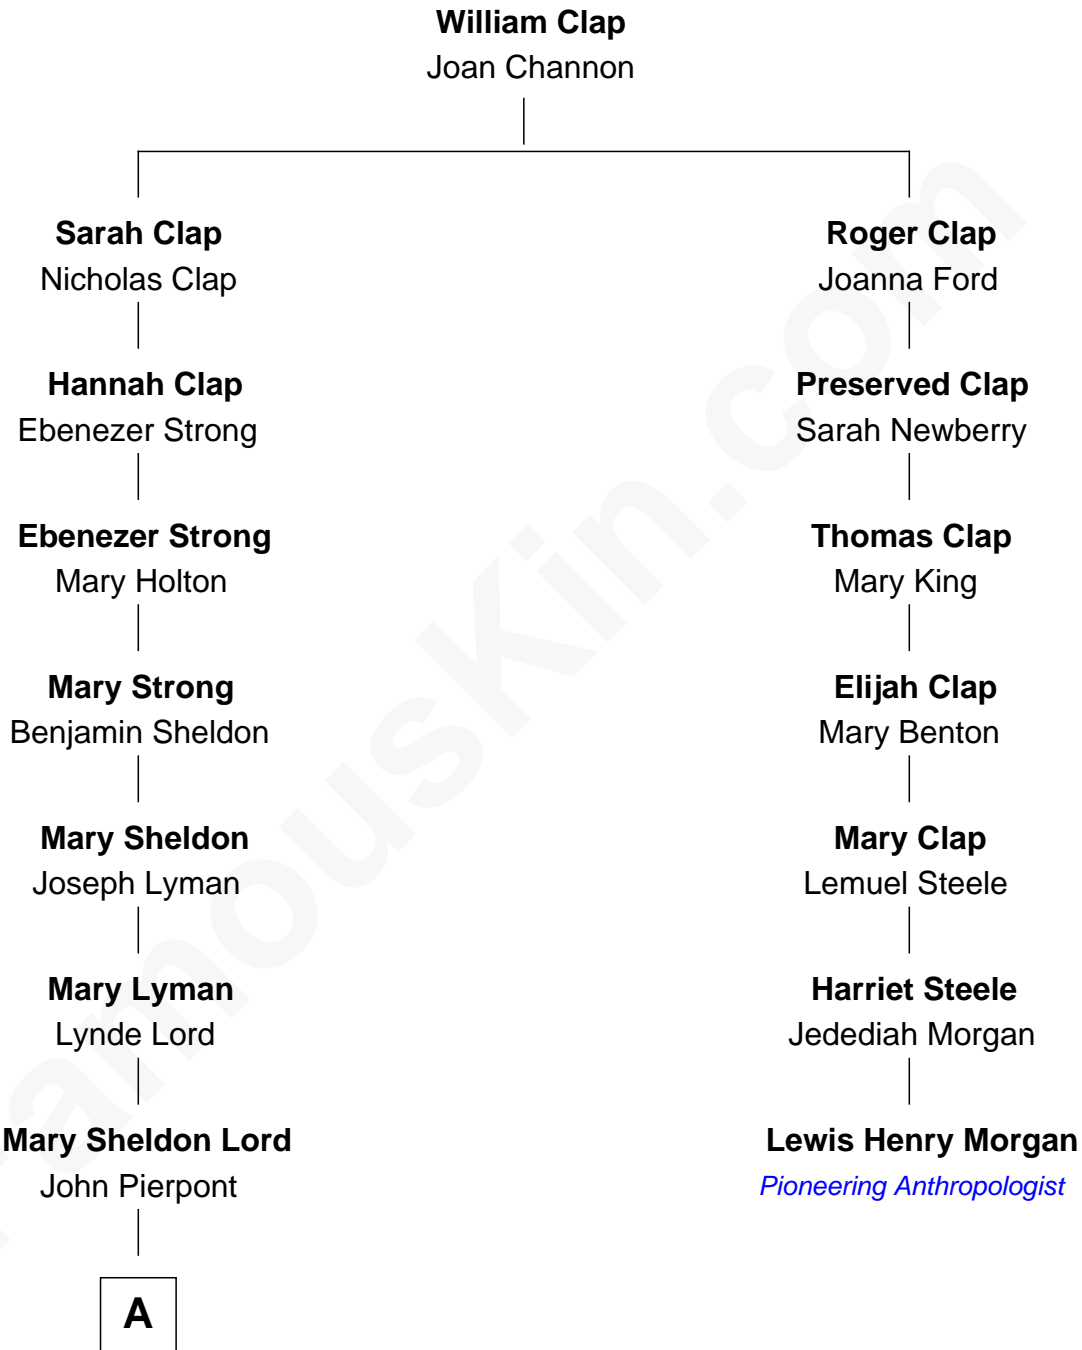 William Clap
Joan Channon
Sarah Clap
Nicholas Clap
Roger Clap
Joanna Ford
Hannah Clap
Ebenezer Strong
Preserved Clap
Sarah Newberry
Ebenezer Strong
Mary Holton
Thomas Clap
Mary King
Mary Strong
Benjamin Sheldon
Elijah Clap
Mary Benton
Mary Sheldon
Joseph Lyman
Mary Clap
Lemuel Steele
Mary Lyman
Lynde Lord
Harriet Steele
Jedediah Morgan
Mary Sheldon Lord
John Pierpont
Lewis Henry Morgan
Pioneering Anthropologist
A
FamousKin.com